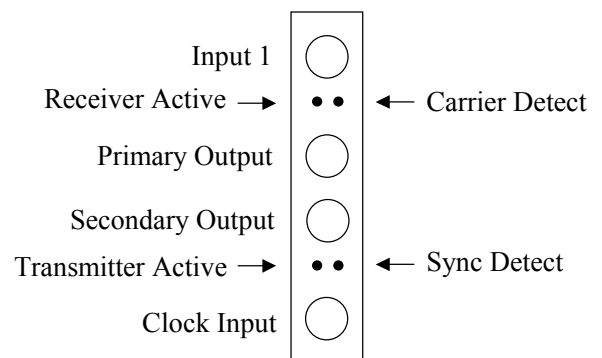 Input 1
Receiver Active
Carrier Detect
Primary Output
Secondary Output
Transmitter Active
Sync Detect
Clock Input